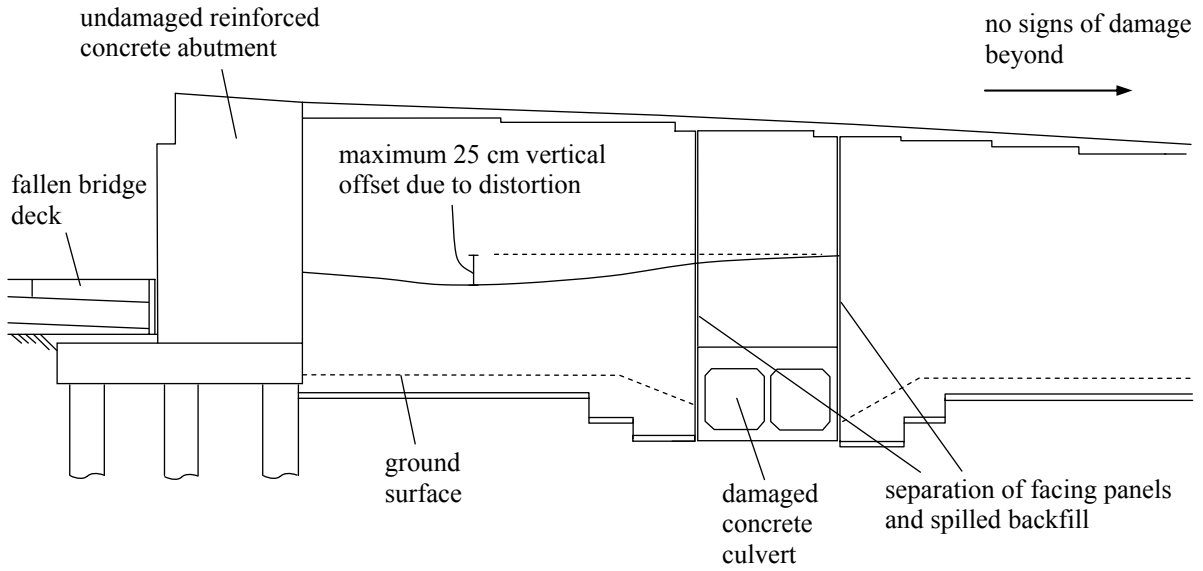 undamaged reinforced
concrete abutment
no signs of damage
beyond
maximum 25 cm vertical
offset due to distortion
fallen bridge
deck
ground
surface
damaged
concrete
culvert
separation of facing panels
and spilled backfill